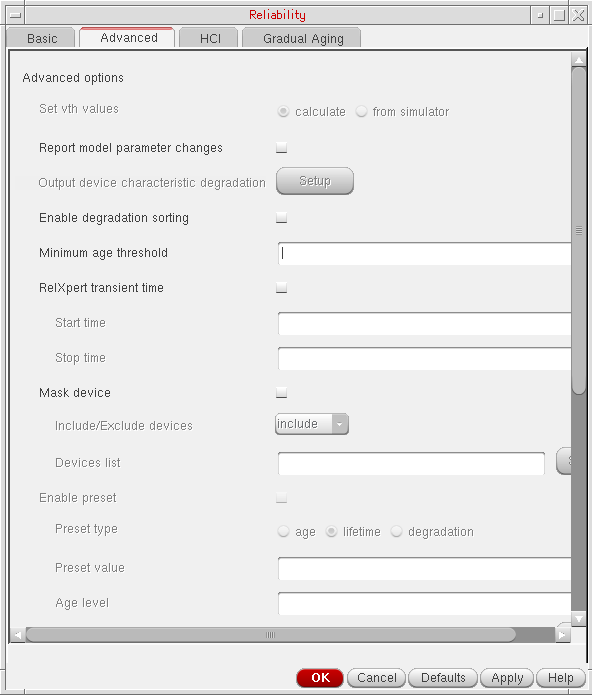 Reliability
Basic Advanced HCI Gradual Aging
Advanced options
Set vth values calculate from simulator
Report model parameter changes
Output device characteristic degradation Setup
Enable degradation sorting
Minimum age threshold
RelXpert transient time
Start time
Stop time
Mask device
Include/Exclude devices include
Devices list
Enable preset
Preset type age lifetime degradation
Preset value
Age level
OK Cancel Defaults Apply Help